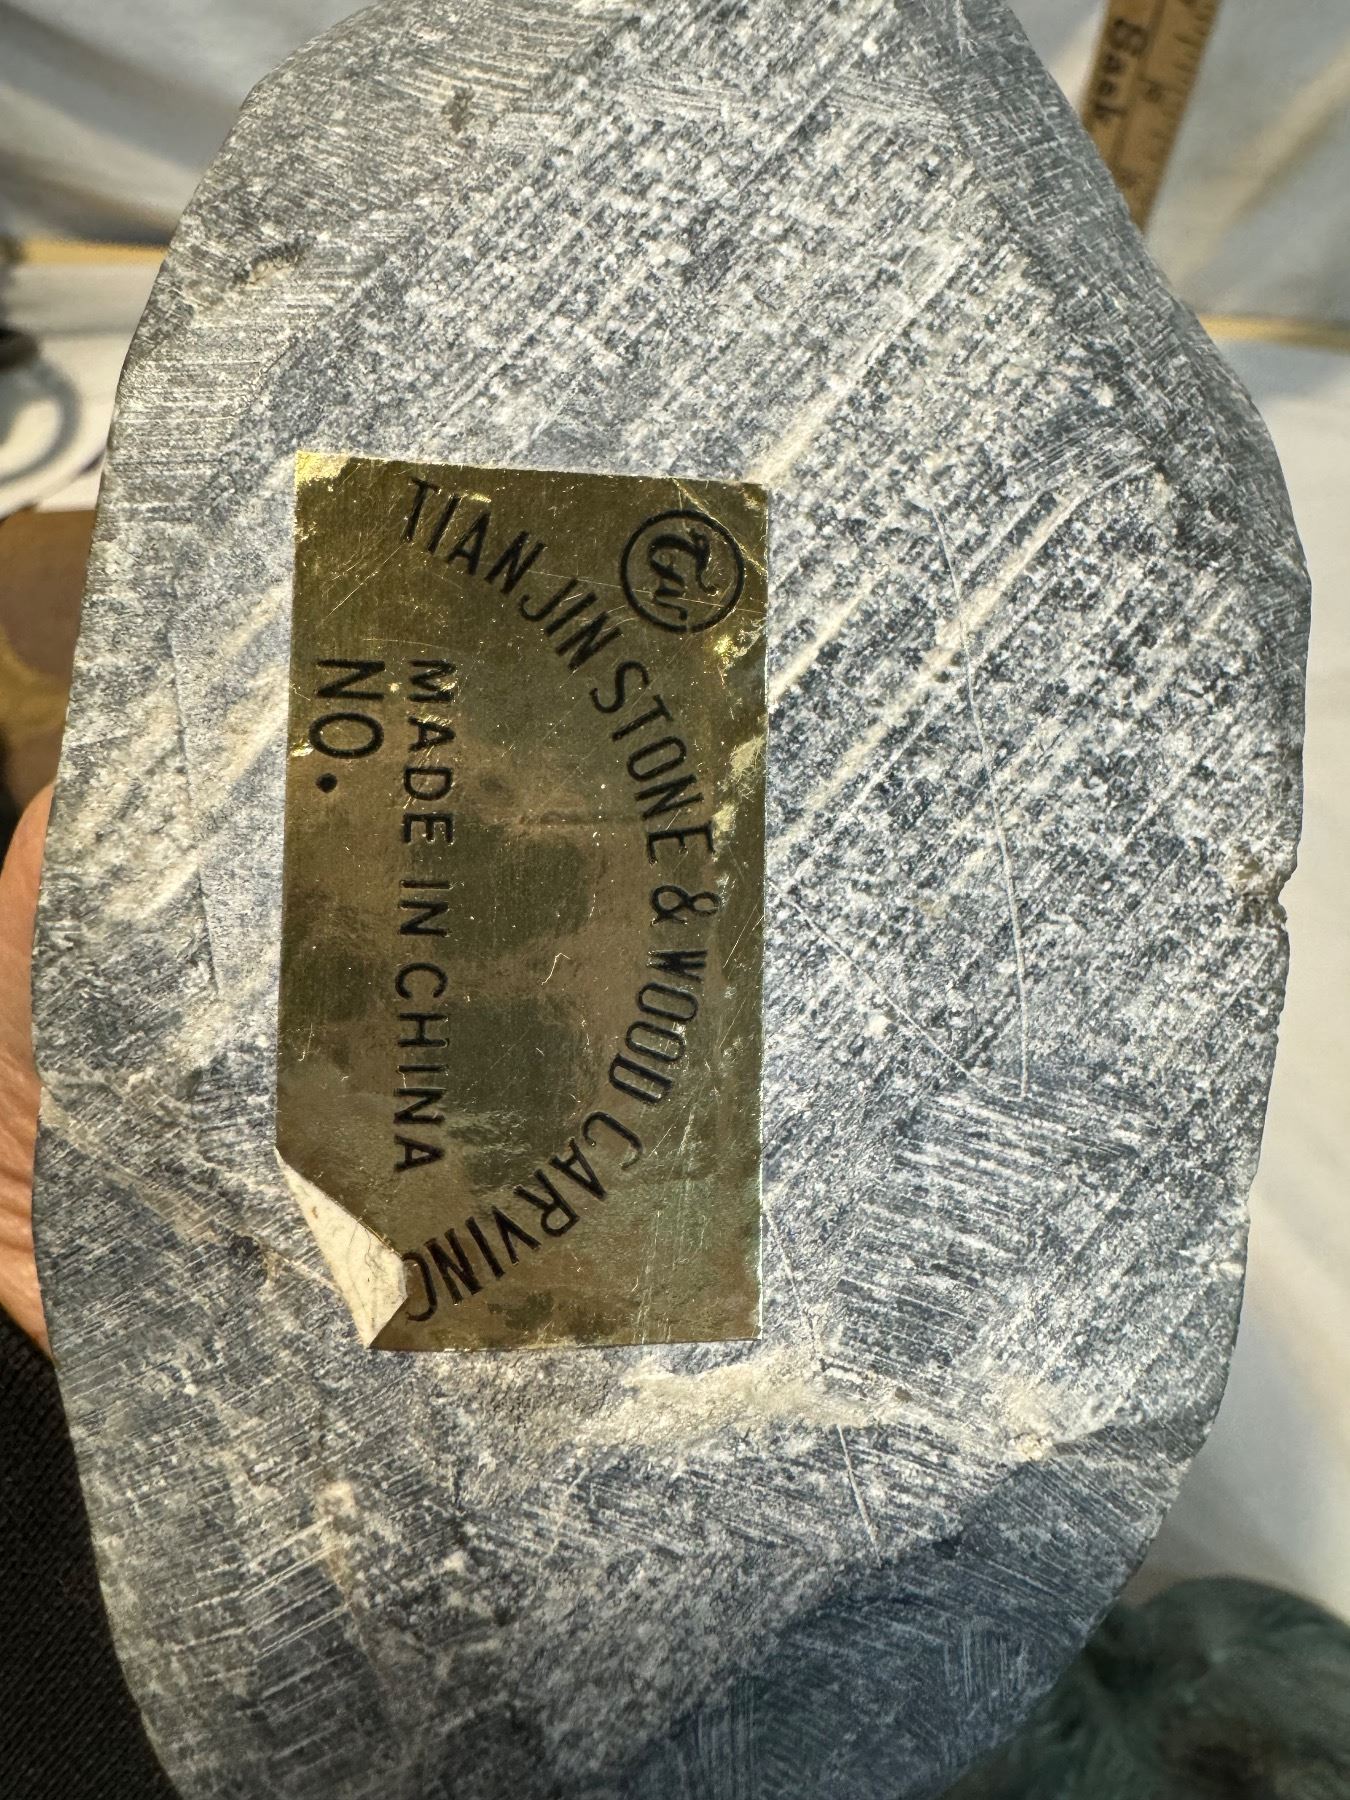 TIANJIN STONE & WOOD CARVING
MADE IN CHINA
NO.